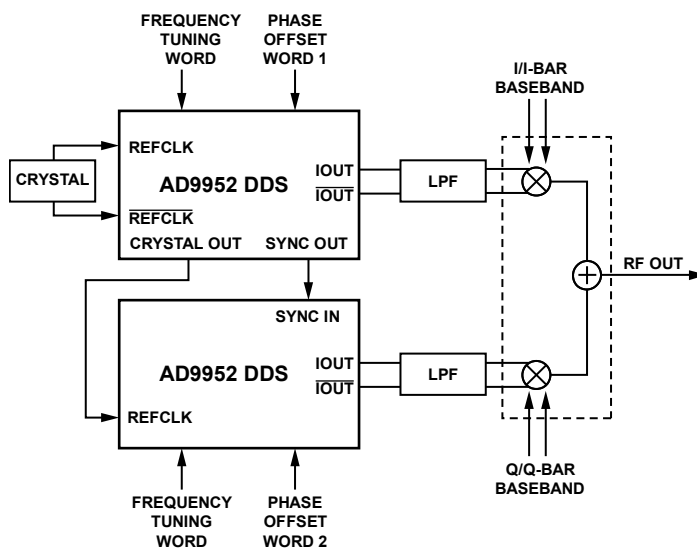 FREQUENCY
TUNING
WORD
PHASE
OFFSET
WORD 1
I/I-BAR
BASEBAND
REFCLK
CRYSTAL
AD9952 DDS
REFCLK
CRYSTAL OUT
SYNC OUT
IOUT
IOUT
LPF
RF OUT
SYNC IN
AD9952 DDS
REFCLK
IOUT
IOUT
LPF
FREQUENCY
TUNING
WORD
PHASE
OFFSET
WORD 2
Q/Q-BAR
BASEBAND